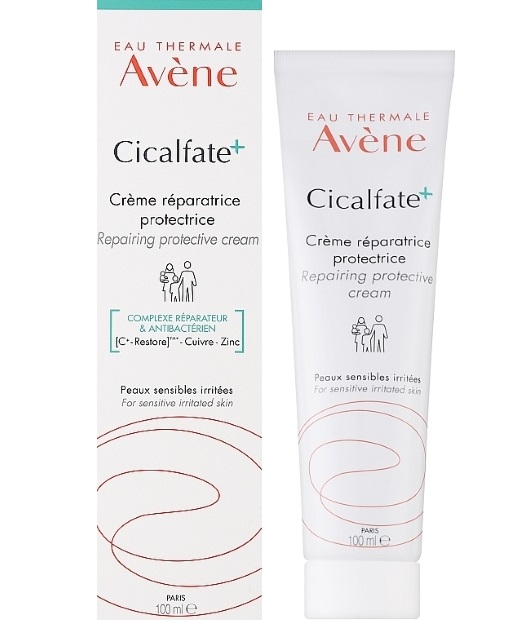 EAU THERMALE
Avène
Cicalfate+
Crème réparatrice
protectrice
Repairing protective cream
COMPLEXE RÉPARATEUR
& ANTIBACTÉRIEN
[C+-Restore]™ - Cuivre - Zinc
Peaux sensibles irritées
For sensitive irritated skin
PARIS
100 ml e
EAU THERMALE
Avène
Cicalfate+
Crème réparatrice
protectrice
Repairing protective
cream
Peaux sensibles irritées
For sensitive irritated skin
PARIS
100 ml e